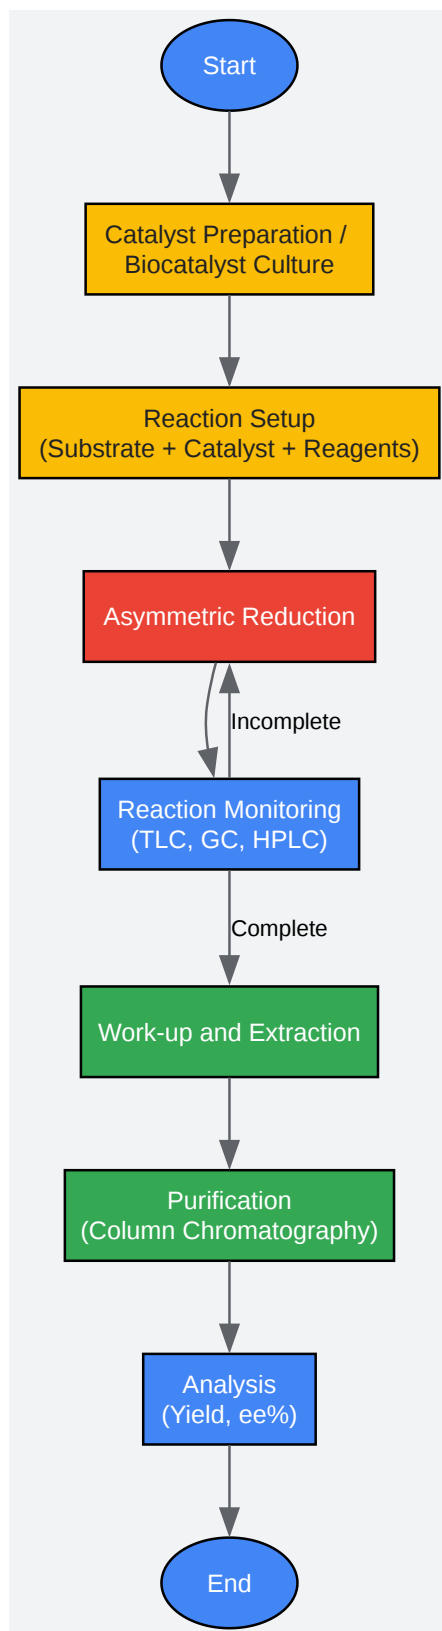 Start
Catalyst Preparation /
Biocatalyst Culture
Reaction Setup
(Substrate + Catalyst + Reagents)
Asymmetric Reduction
Incomplete
Reaction Monitoring
(TLC, GC, HPLC)
Complete
Work-up and Extraction
Purification
(Column Chromatography)
Analysis
(Yield, ee%)
End